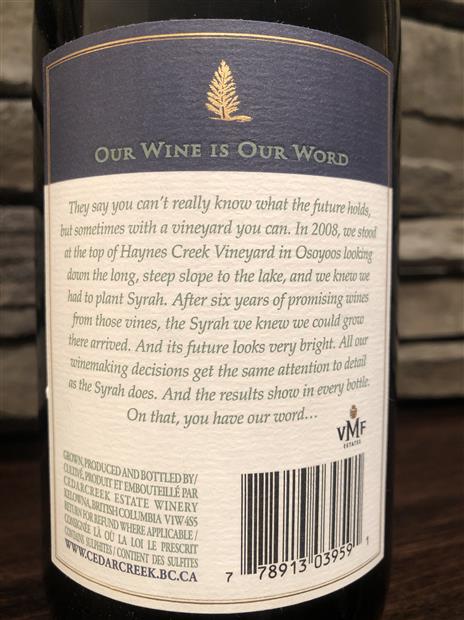 OUR WINE IS OUR WORD
They say you can't really know what the future holds,
but sometimes with a vineyard you can. In 2008, we stood
at the top of Haynes Creek Vineyard in Osoyoos looking
down the long, steep slope to the lake, and we knew we
had to plant Syrah. After six years of promising wines
from those vines, the Syrah we knew we could grow
there arrived. And its future looks very bright. All our
winemaking decisions get the same attention to detail
as the Syrah does. And the results show in every bottle.
On that, you have our word...
VMF
ESTATES
GROWN, PRODUCED AND BOTTLED BY/
CULTIVÉ, PRODUIT ET EMBOUTEILLÉ PAR
CEDARCREEK ESTATE WINERY
KELOWNA, BRITISH COLUMBIA V1W 4S5
RETURN FOR REFUND WHERE APPLICABLE /
CONSIGNÉE LÀ OÙ LA LOI LE PRESCRIT
CONTAINS SULPHITES / CONTIENT DES SULFITES
WWW.CEDARCREEK.BC.CA
7 78913 03959 1